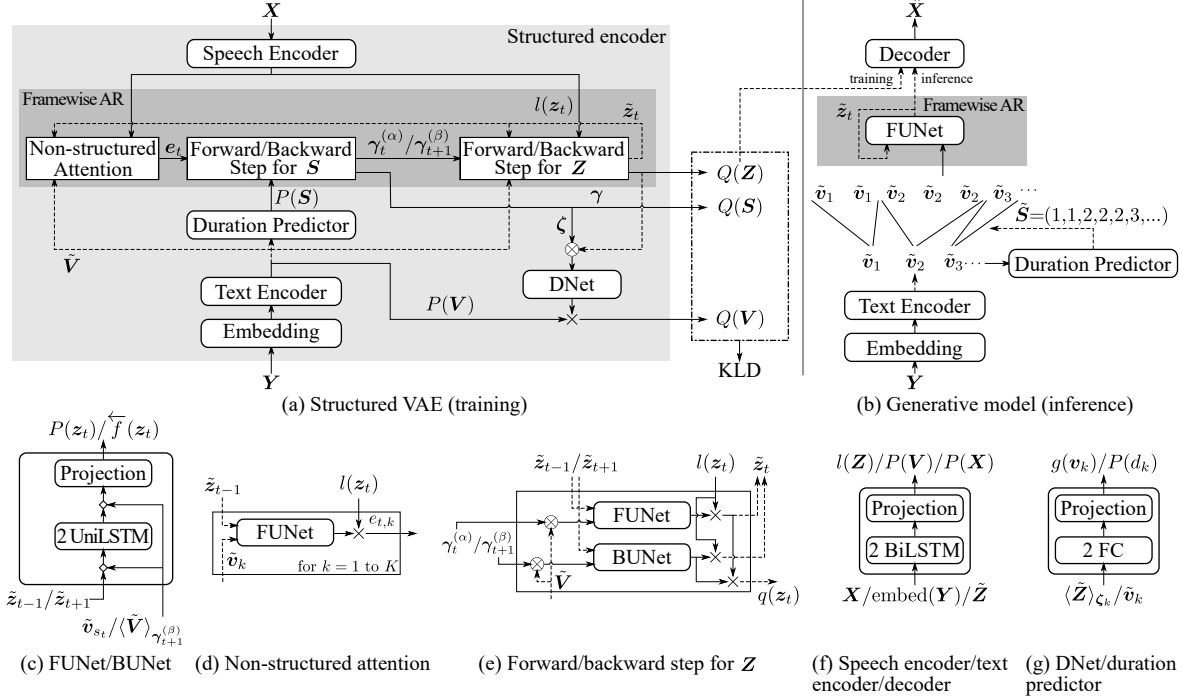 X
Structured encoder
Speech Encoder
Framewise AR
l(z_t)
z̃_t
Non-structured Attention
e_t
Forward/Backward Step for S
γ_t^(α)/γ_{t+1}^(β)
Forward/Backward Step for Z
P(S)
γ
Duration Predictor
ζ
Ṽ
Text Encoder
DNet
P(V)
Embedding
Y
Q(Z)
Q(S)
Q(V)
KLD
(a) Structured VAE (training)
X̃
Decoder
training
inference
z̃_t
Framewise AR
FUNet
ṽ_1 ṽ_1 ṽ_2 ṽ_2 ṽ_2 ṽ_3 ···
S̃=(1,1,2,2,2,3,...)
ṽ_1 ṽ_2 ṽ_3···
Duration Predictor
Text Encoder
Embedding
Y
(b) Generative model (inference)
P(z_t)/f←(z_t)
Projection
2 UniLSTM
z̃_{t−1}/z̃_{t+1}
ṽ_{s_t}/⟨Ṽ⟩_{γ_{t+1}^(β)}
(c) FUNet/BUNet
z̃_{t−1}
l(z_t)
FUNet
e_{t,k}
ṽ_k
for k = 1 to K
(d) Non-structured attention
z̃_{t−1}/z̃_{t+1}
l(z_t)
z̃_t
FUNet
γ_t^(α)/γ_{t+1}^(β)
BUNet
Ṽ
q(z_t)
(e) Forward/backward step for Z
l(Z)/P(V)/P(X)
Projection
2 BiLSTM
X/embed(Y)/Z̃
(f) Speech encoder/text
encoder/decoder
g(v_k)/P(d_k)
Projection
2 FC
⟨Z̃⟩_{ζ_k}/ṽ_k
(g) DNet/duration
predictor